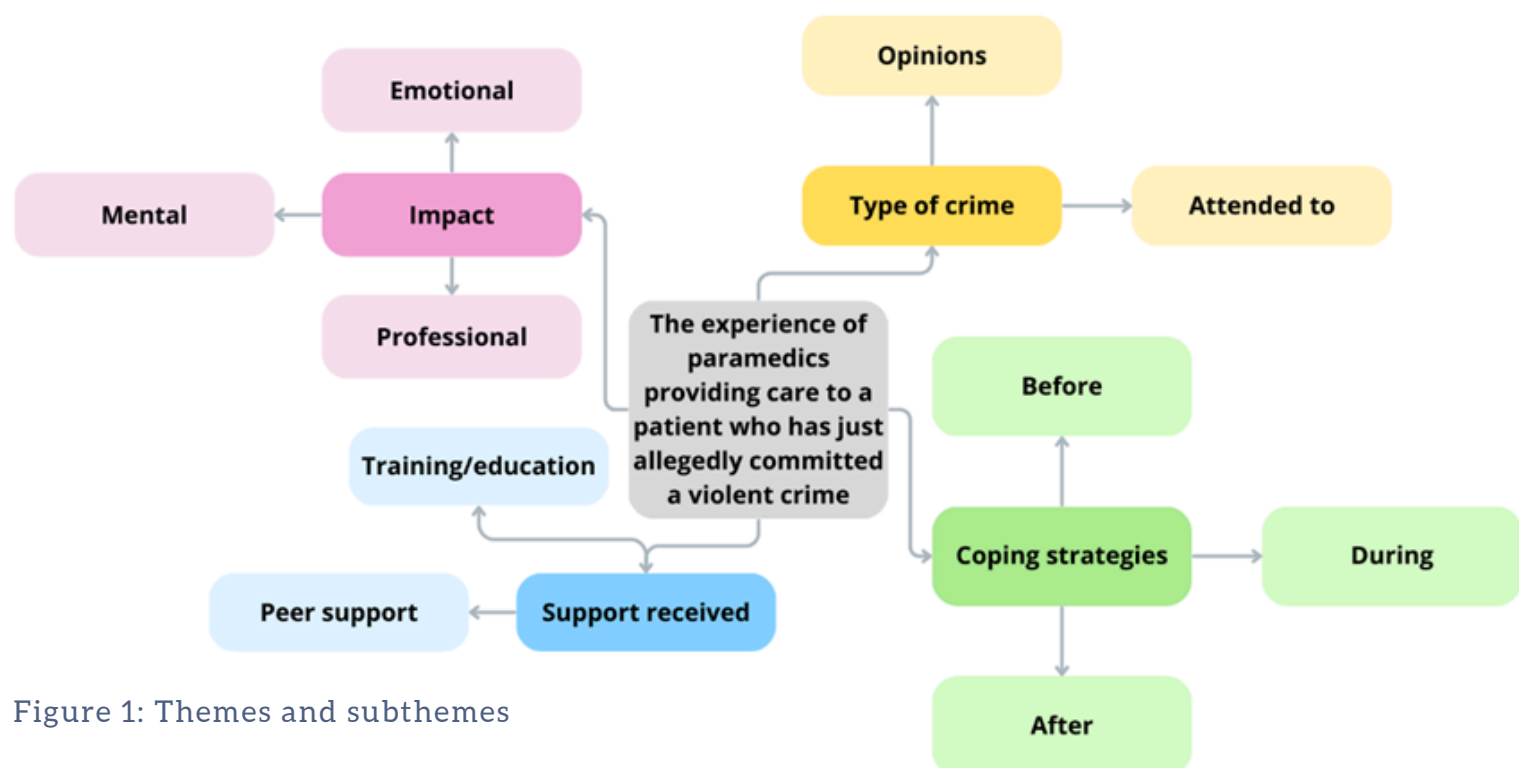 Opinions
Emotional
Type of crime
Attended to
Mental
Impact
Professional
The experience of
paramedics
providing care to a
patient who has just
allegedly committed
a violent crime
Before
Training/education
Coping strategies
During
Peer support
Support received
After
Figure 1: Themes and subthemes